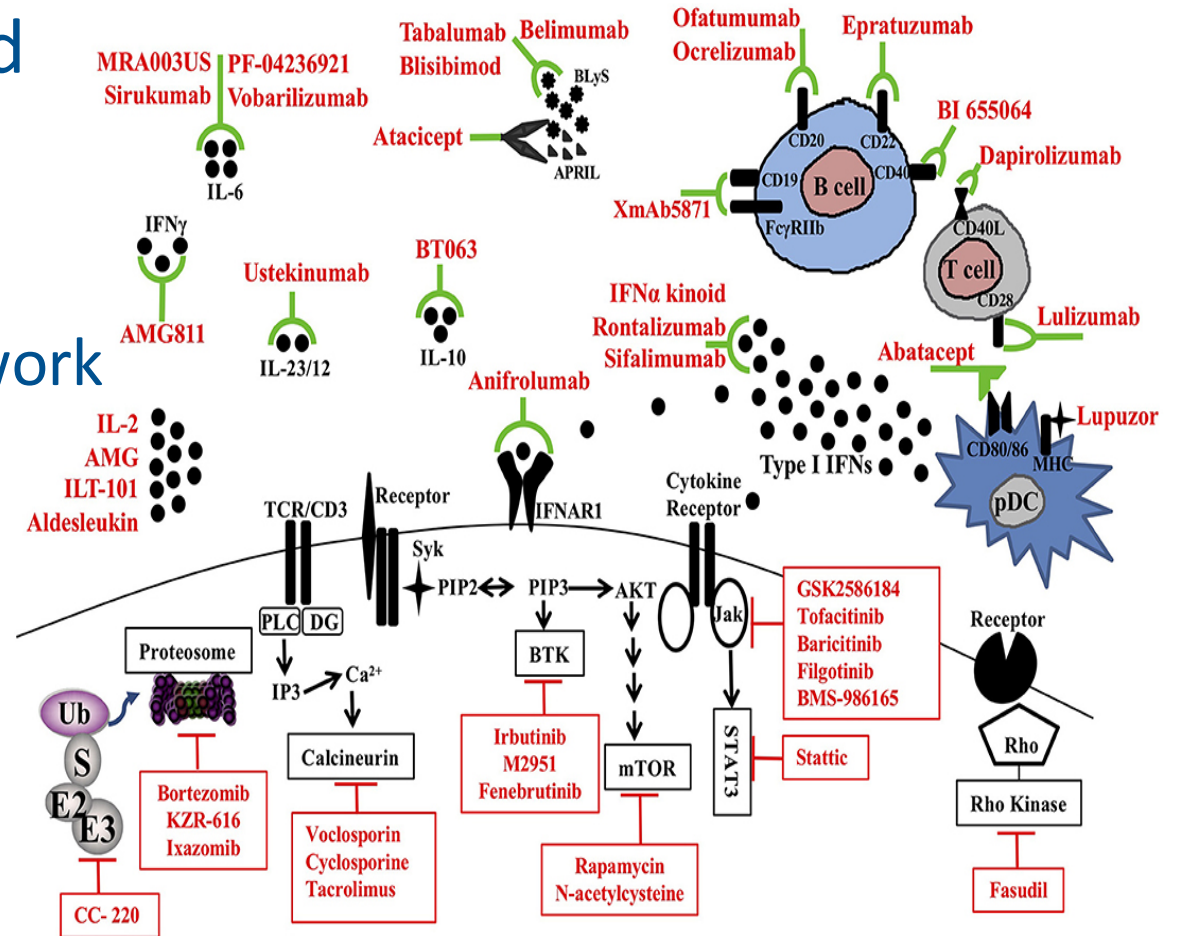 d
work
MRA003US
Sirukumab
PF-04236921
Vobarilizumab
IL-6
Tabalumab
Blisibimod
Belimumab
BLyS
Atacicept
APRIL
Ofatumumab
Ocrelizumab
Epratuzumab
CD20
CD22
CD40
CD19
FcγRIIb
B cell
XmAb5871
BI 655064
Dapirolizumab
CD40L
T cell
CD28
Lulizumab
IFNγ
AMG811
Ustekinumab
IL-23/12
BT063
IL-10
IFNα kinoid
Rontalizumab
Sifalimumab
Abatacept
Lupuzor
CD80/86
MHC
pDC
Type I IFNs
Anifrolumab
IFNAR1
IL-2
AMG
ILT-101
Aldesleukin
TCR/CD3
Receptor
Syk
Cytokine
Receptor
PLC
DG
IP3
Ca²⁺
Calcineurin
Voclosporin
Cyclosporine
Tacrolimus
PIP2
PIP3
AKT
BTK
Irbutinib
M2951
Fenebrutinib
mTOR
Rapamycin
N-acetylcysteine
Jak
GSK2586184
Tofacitinib
Baricitinib
Filgotinib
BMS-986165
STAT3
Stattic
Receptor
Rho
Rho Kinase
Fasudil
Proteosome
Ub
S
E2
E3
Bortezomib
KZR-616
Ixazomib
CC- 220